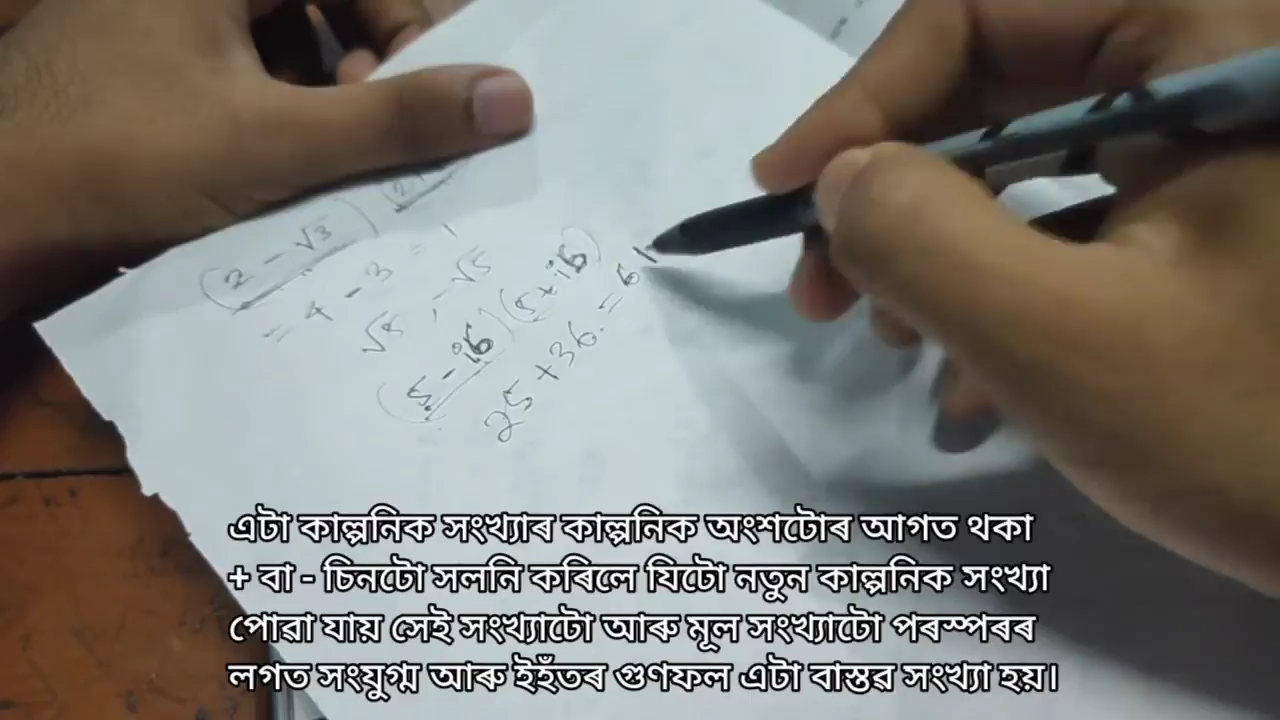 (2 - √3)
= 4 - 3 = 1
√5 - √5
(5 - i6)(5 + i6)
25 + 36 = 61
এটা কাল্পনিক সংখ্যাৰ কাল্পনিক অংশটোৰ আগত থকা
+ বা - চিনটো সলনি কৰিলে যিটো নতুন কাল্পনিক সংখ্যা
পোৱা যায় সেই সংখ্যাটো আৰু মূল সংখ্যাটো পৰস্পৰৰ
লগত সংযুগ্ম আৰু ইহঁতৰ গুণফল এটা বাস্তৱ সংখ্যা হয়।